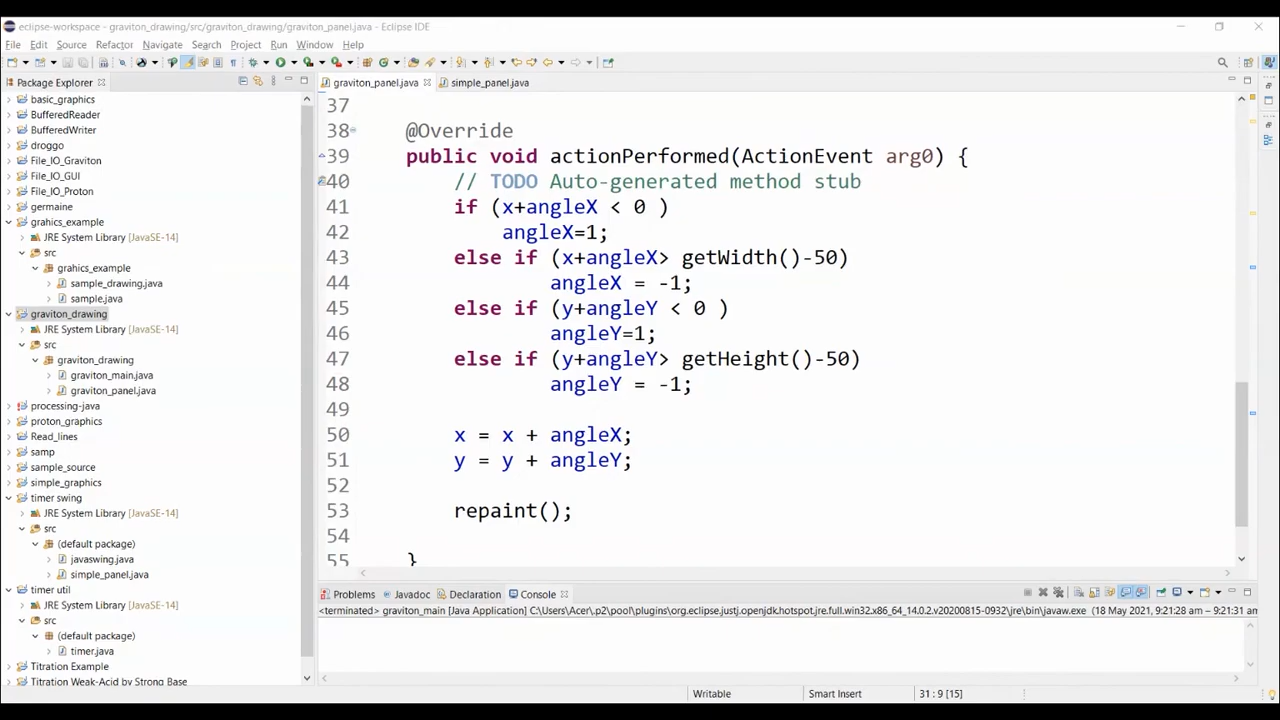 eclipse-workspace - graviton_drawing/src/graviton_drawing/graviton_panel.java - Eclipse IDE
File Edit Source Refactor Navigate Search Project Run Window Help
Package Explorer
graviton_panel.java
simple_panel.java
basic_graphics
BufferedReader
BufferedWriter
droggo
File_IO_Graviton
File_IO_GUI
File_IO_Proton
germaine
grahics_example
JRE System Library [JavaSE-14]
src
grahics_example
sample_drawing.java
sample.java
graviton_drawing
JRE System Library [JavaSE-14]
src
graviton_drawing
graviton_main.java
graviton_panel.java
processing-java
proton_graphics
Read_lines
samp
sample_source
simple_graphics
timer swing
JRE System Library [JavaSE-14]
src
(default package)
javaswing.java
simple_panel.java
timer util
JRE System Library [JavaSE-14]
src
(default package)
timer.java
Titration Example
Titration Weak-Acid by Strong Base
37
38 @Override
39 public void actionPerformed(ActionEvent arg0) {
40 // TODO Auto-generated method stub
41 if (x+angleX < 0 )
42 angleX=1;
43 else if (x+angleX> getWidth()-50)
44 angleX = -1;
45 else if (y+angleY < 0 )
46 angleY=1;
47 else if (y+angleY> getHeight()-50)
48 angleY = -1;
49
50 x = x + angleX;
51 y = y + angleY;
52
53 repaint();
54
55 }
Problems Javadoc Declaration Console
<terminated> graviton_main [Java Application] C:\Users\Acer\.p2\pool\plugins\org.eclipse.justj.openjdk.hotspot.jre.full.win32.x86_64_14.0.2.v20200815-0932\jre\bin\javaw.exe (18 May 2021, 9:21:28 am – 9:21:31 am
Writable Smart Insert 31 : 9 [15]